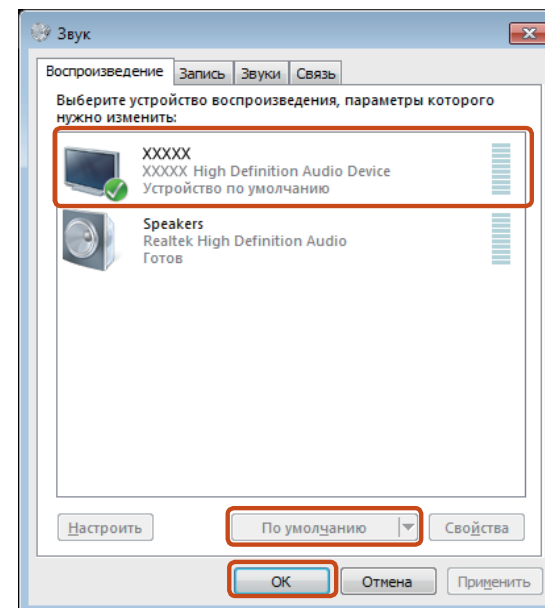 Звук
Воспроизведение Запись Звуки Связь
Выберите устройство воспроизведения, параметры которого
нужно изменить:
XXXXX
XXXXX High Definition Audio Device
Устройство по умолчанию
Speakers
Realtek High Definition Audio
Готов
Настроить По умолчанию Свойства
ОК Отмена Применить